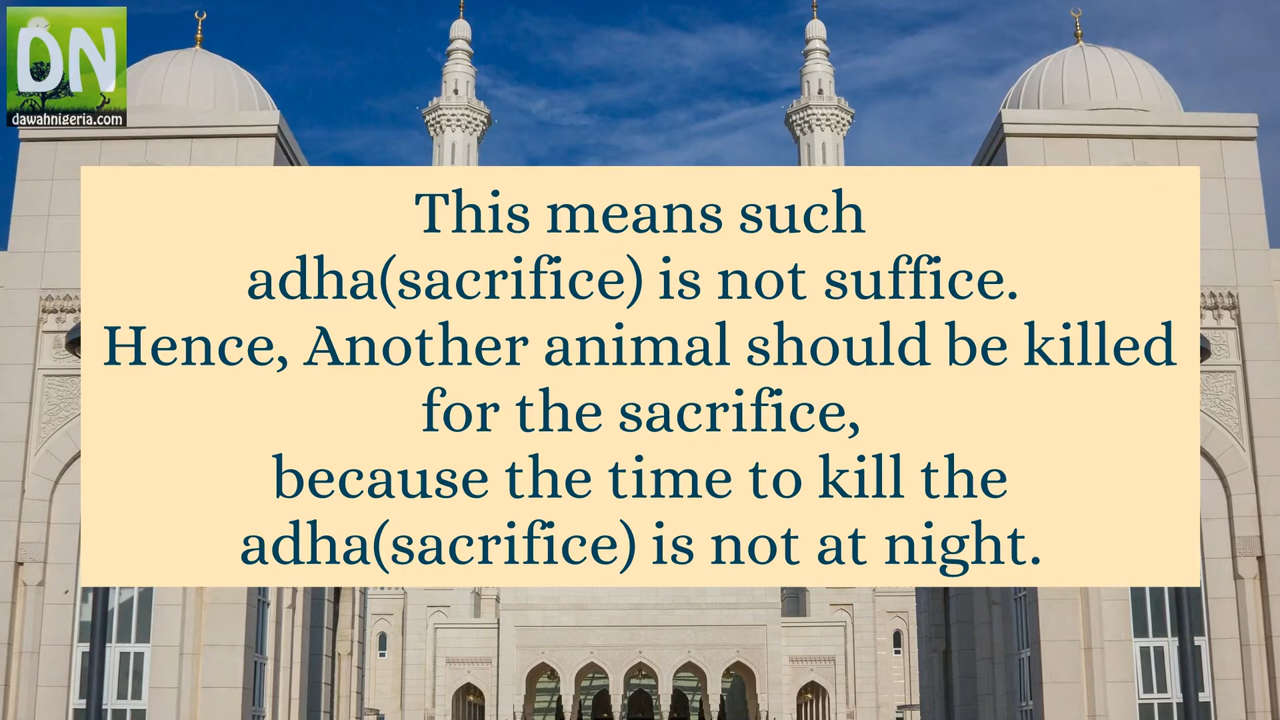 DN
dawahnigeria.com
This means such
adha(sacrifice) is not suffice.
Hence, Another animal should be killed
for the sacrifice,
because the time to kill the
adha(sacrifice) is not at night.